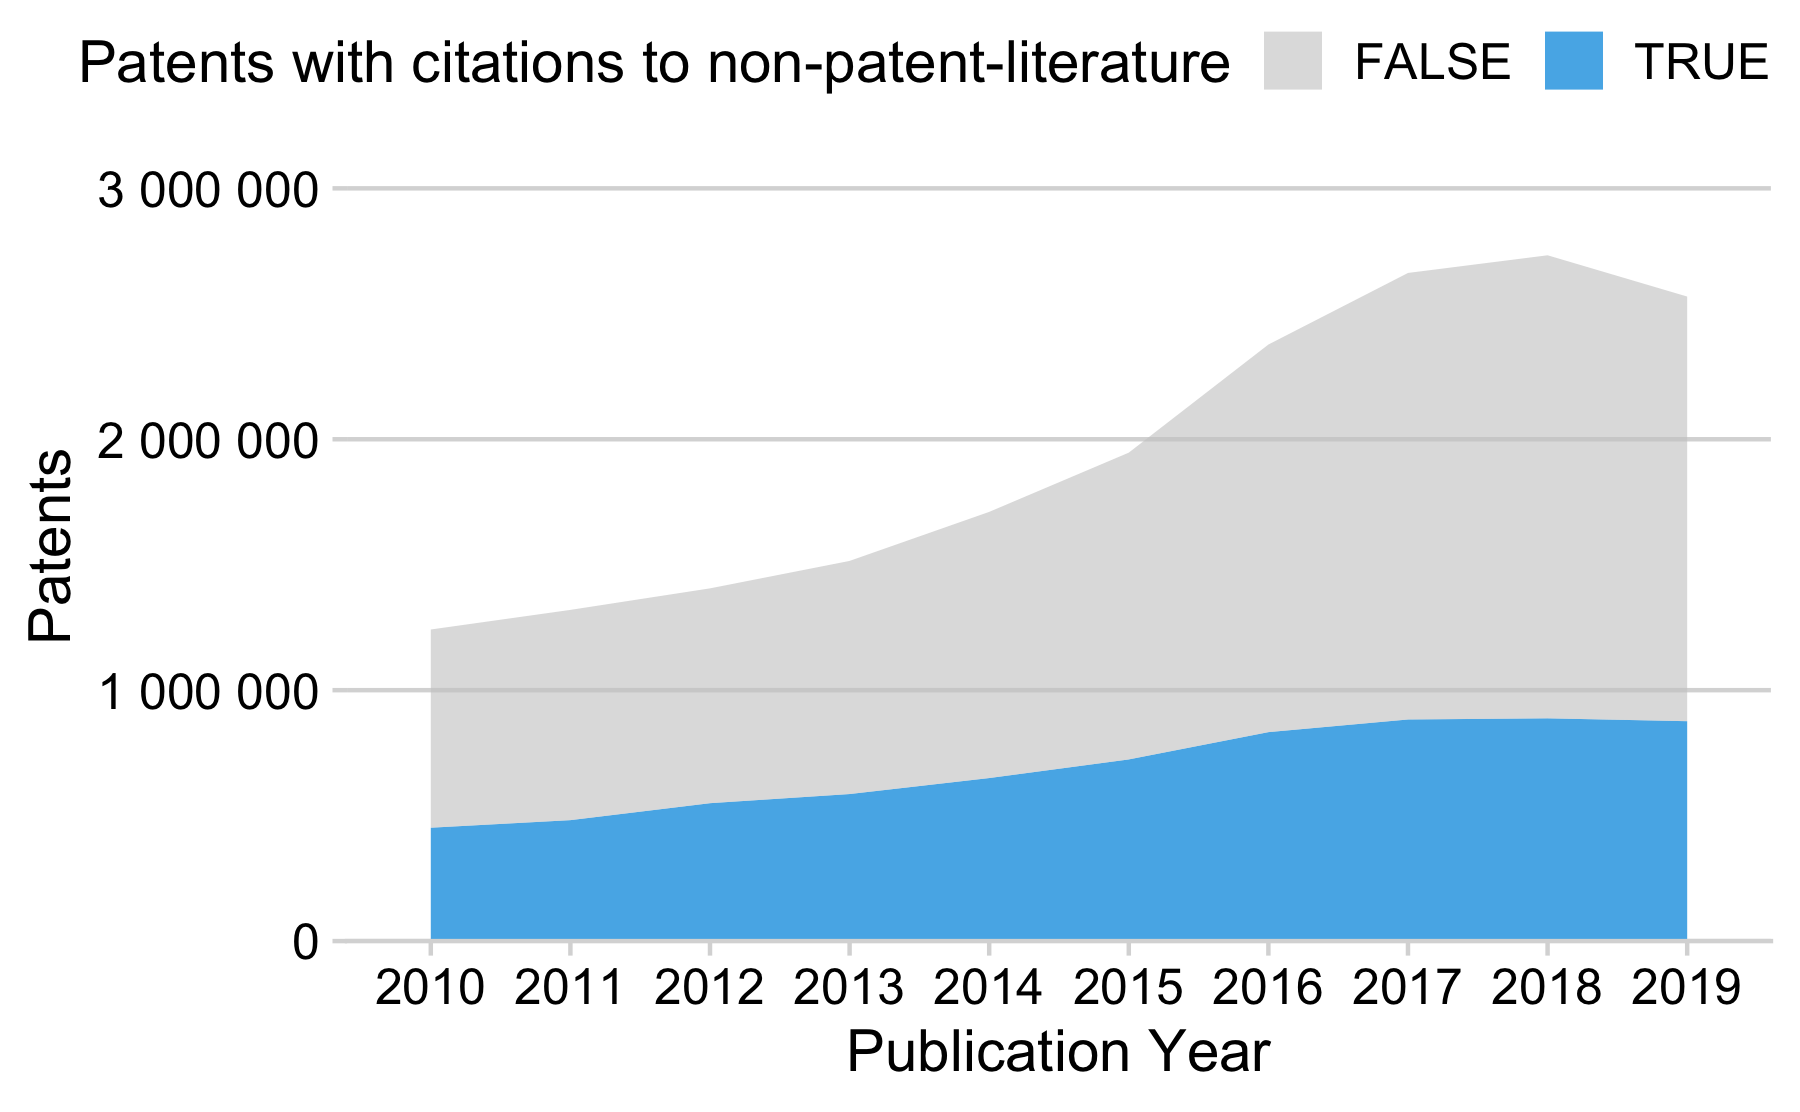 Patents with citations to non-patent-literature FALSE TRUE
3 000 000
2 000 000
1 000 000
0
Patents
2010 2011 2012 2013 2014 2015 2016 2017 2018 2019
Publication Year